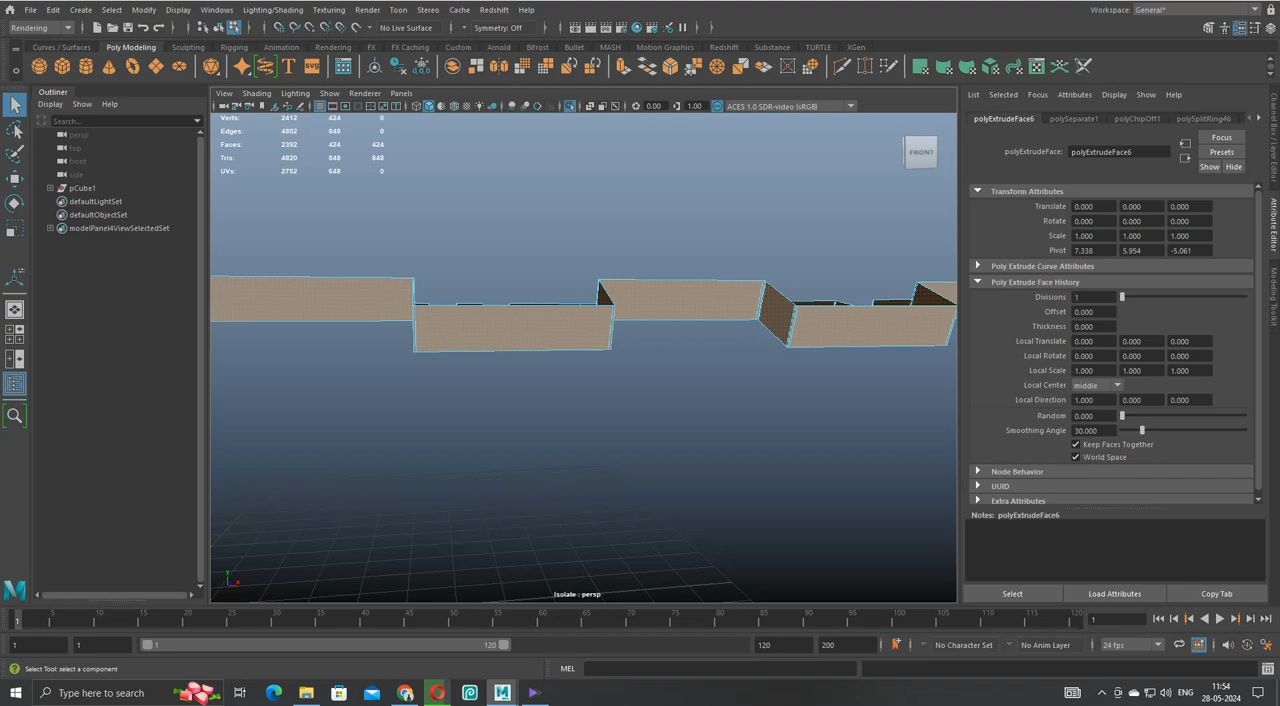 File Edit Create Select Modify Display Windows Lighting/Shading Texturing Render Toon Stereo Cache Redshift Help Workspace: General*
Rendering No Live Surface Symmetry: Off
Curves / Surfaces Poly Modeling Sculpting Rigging Animation Rendering FX FX Caching Custom Arnold Bifrost Bullet MASH Motion Graphics Redshift Substance TURTLE XGen
SVG
0,0,0
Outliner
Display Show Help
Search...
persp
top
front
side
pCube1
defaultLightSet
defaultObjectSet
modelPanel4ViewSelectedSet
View Shading Lighting Show Renderer Panels
0.00 1.00 ACES 1.0 SDR-video (sRGB)
Verts: 2412 424 0
Edges: 4802 848 0
Faces: 2392 424 424
Tris: 4820 848 848
UVs: 2752 648 0
FRONT
Isolate : persp
List Selected Focus Attributes Display Show Help
polyExtrudeFace6 polySeparate1 polyChipOff1 polySplitRing46
Focus
polyExtrudeFace: polyExtrudeFace6 Presets
Show Hide
Transform Attributes
Translate 0.000 0.000 0.000
Rotate 0.000 0.000 0.000
Scale 1.000 1.000 1.000
Pivot 7.338 5.954 -5.061
Poly Extrude Curve Attributes
Poly Extrude Face History
Divisions 1
Offset 0.000
Thickness 0.000
Local Translate 0.000 0.000 0.000
Local Rotate 0.000 0.000 0.000
Local Scale 1.000 1.000 1.000
Local Center middle
Local Direction 1.000 0.000 0.000
Random 0.000
Smoothing Angle 30.000
Keep Faces Together
World Space
Node Behavior
UUID
Extra Attributes
Notes: polyExtrudeFace6
Select Load Attributes Copy Tab
Channel Box / Layer Editor
Attribute Editor
Modeling Toolkit
5 10 15 20 25 30 35 40 45 50 55 60 65 70 75 80 85 90 95 100 105 110 115 120
1 1
1 1 1 120 120 200 No Character Set No Anim Layer 24 fps
Select Tool: select a component MEL
Type here to search ENG 11:54
28-05-2024